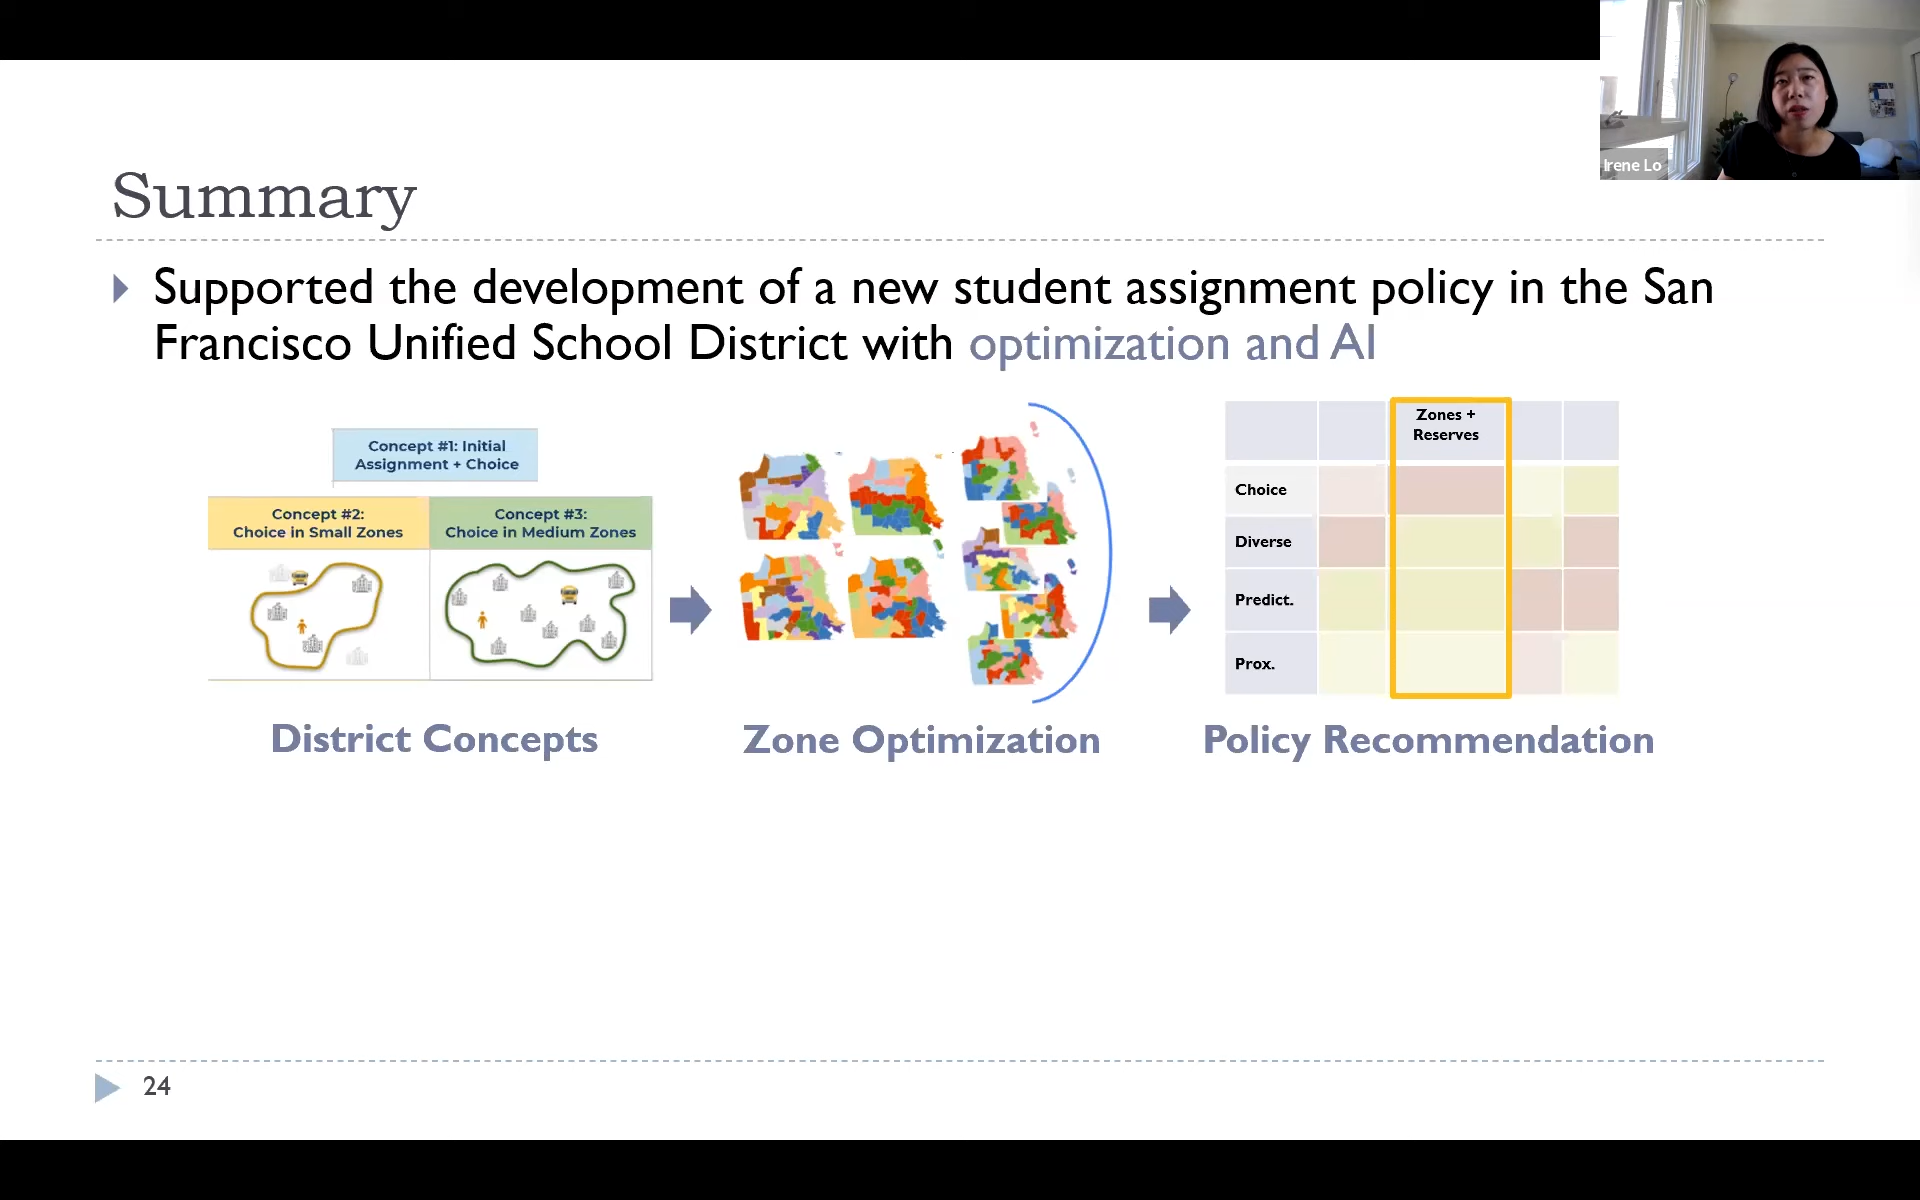 Irene Lo
Summary
Supported the development of a new student assignment policy in the San
Francisco Unified School District with optimization and AI
Concept #1: Initial
Assignment + Choice
Concept #2:
Choice in Small Zones
Concept #3:
Choice in Medium Zones
Zones +
Reserves
Choice
Diverse
Predict.
Prox.
District Concepts
Zone Optimization
Policy Recommendation
24